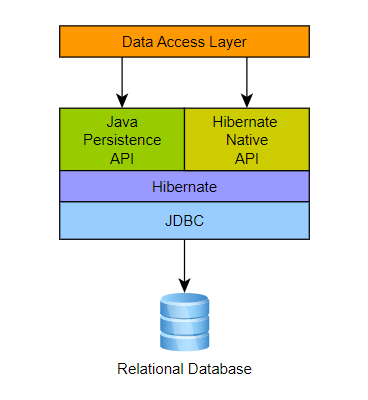 Data Access Layer
Java
Persistence
API
Hibernate
Native
API
Hibernate
JDBC
Relational Database